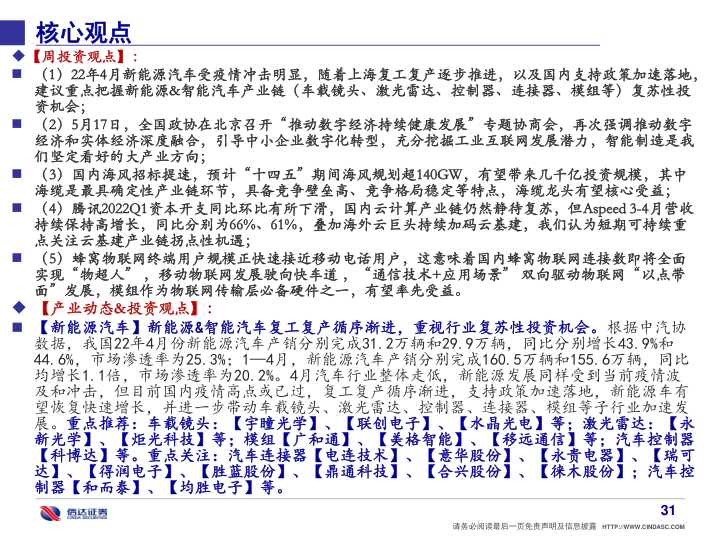 核心观点
◆【周投资观点】：
■ （1）22年4月新能源汽车受疫情冲击明显，随着上海复工复产逐步推进，以及国内支持政策加速落地，
建议重点把握新能源&智能汽车产业链（车载镜头、激光雷达、控制器、连接器、模组等）复苏性投
资机会；
■ （2）5月17日，全国政协在北京召开“推动数字经济持续健康发展”专题协商会，再次强调推动数字
经济和实体经济深度融合，引导中小企业数字化转型，充分挖掘工业互联网发展潜力，智能制造是我
们坚定看好的大产业方向；
■ （3）国内海风招标提速，预计“十四五”期间海风规划超140GW，有望带来几千亿投资规模，其中
海缆是最具确定性产业链环节，具备竞争壁垒高、竞争格局稳定等特点，海缆龙头有望核心受益；
■ （4）腾讯2022Q1资本开支同比环比有所下滑，国内云计算产业链仍然静待复苏，但Aspeed 3-4月营收
持续保持高增长，同比分别为66%、61%，叠加海外云巨头持续加码云基建，我们认为短期可持续重
点关注云基建产业链拐点性机遇；
■ （5）蜂窝物联网终端用户规模正快速接近移动电话用户，这意味着国内蜂窝物联网连接数即将全面
实现“物超人”，移动物联网发展驶向快车道，“通信技术+应用场景”双向驱动物联网“以点带
面”发展，模组作为物联网传输层必备硬件之一，有望率先受益。
◆【产业动态&投资观点】：
■ 【新能源汽车】新能源&智能汽车复工复产循序渐进，重视行业复苏性投资机会。根据中汽协
数据，我国22年4月份新能源汽车产销分别完成31.2万辆和29.9万辆，同比分别增长43.9%和
44.6%，市场渗透率为25.3%；1—4月，新能源汽车产销分别完成160.5万辆和155.6万辆，同比
均增长1.1倍，市场渗透率为20.2%。4月汽车行业整体走低，新能源发展同样受到当前疫情波
及和冲击，但目前国内疫情高点或已过，复工复产循序渐进，支持政策加速落地，新能源车有
望恢复快速增长，并进一步带动车载镜头、激光雷达、控制器、连接器、模组等子行业加速发
展。重点推荐：车载镜头：【宇瞳光学】、【联创电子】、【水晶光电】等；激光雷达：【永
新光学】、【炬光科技】等；模组【广和通】、【美格智能】、【移远通信】等；汽车控制器
【科博达】等。重点关注：汽车连接器【电连技术】、【意华股份】、【永贵电器】、【瑞可
达】、【得润电子】、【胜蓝股份】、【鼎通科技】、【合兴股份】、【徕木股份】；汽车控
制器【和而泰】、【均胜电子】等。
信达证券
CINDA SECURITIES
31
请务必阅读最后一页免责声明及信息披露 HTTP://WWW.CINDASC.COM